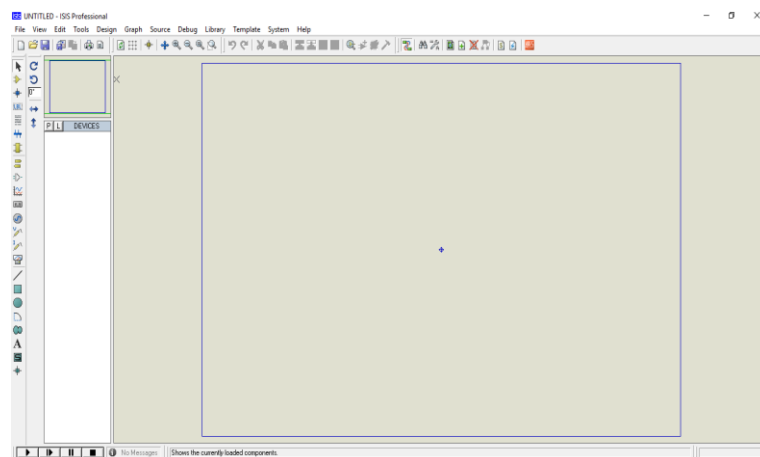 UNTITLED - ISIS Professional
File View Edit Tools Design Graph Source Debug Library Template System Help
0°
P L DEVICES
A
S
No Messages Shows the currently loaded components.